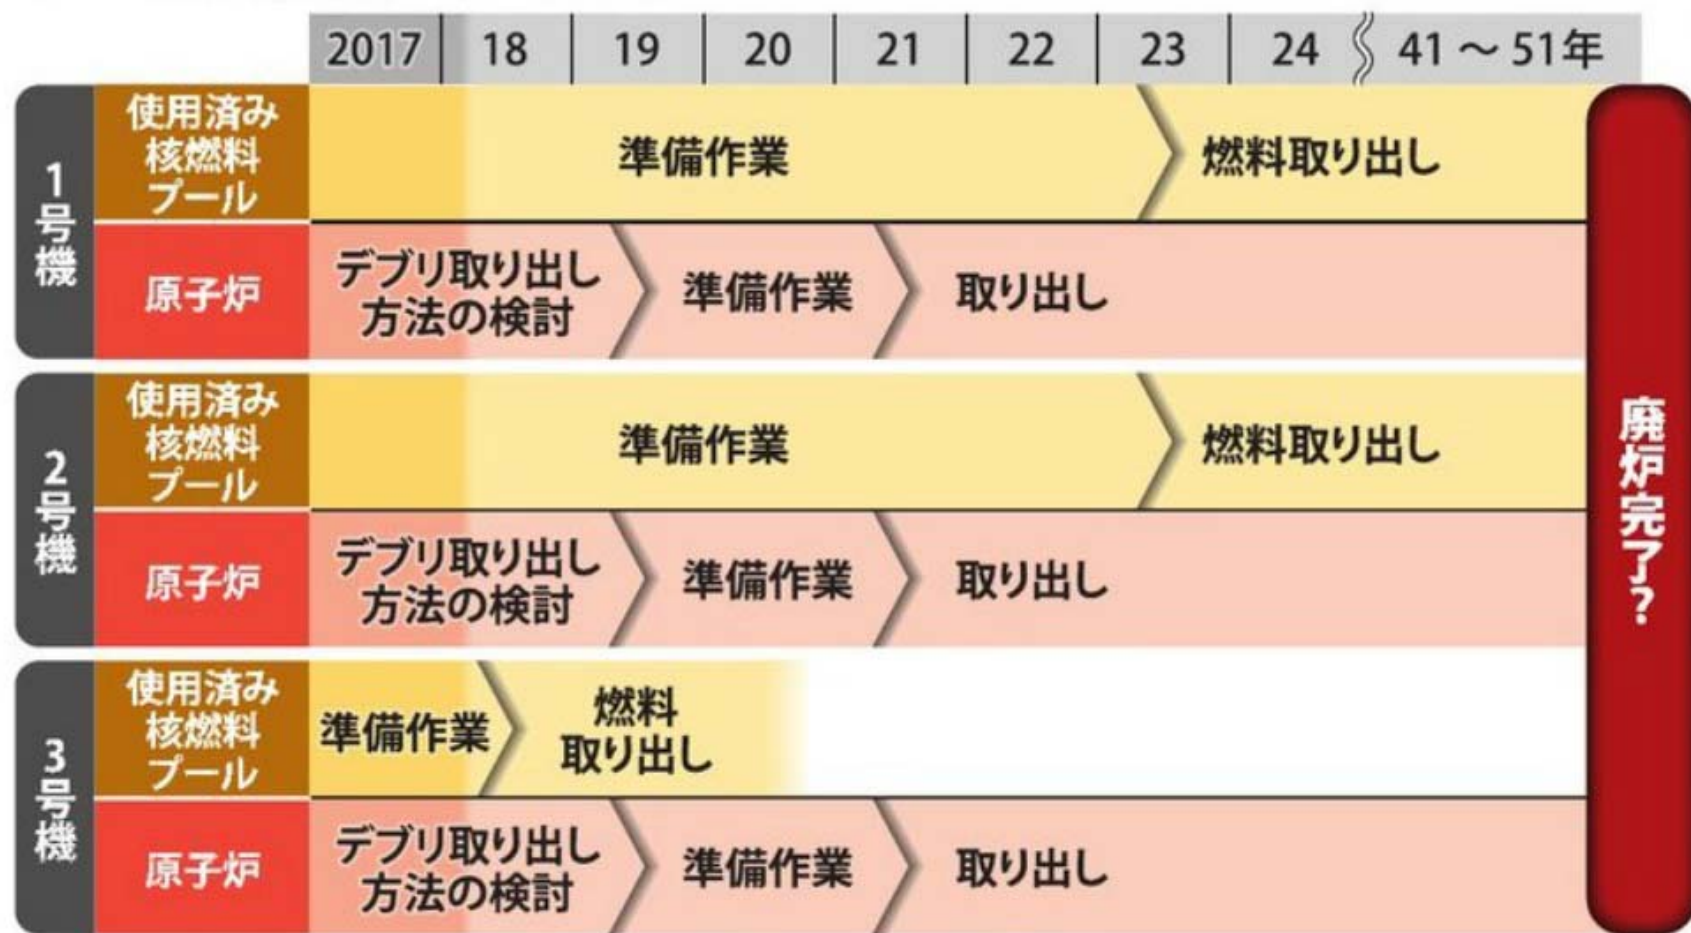 2017 18 19 20 21 22 23 24 41 ～ 51年
1号機
使用済み
核燃料
プール
準備作業
燃料取り出し
原子炉
デブリ取り出し
方法の検討
準備作業
取り出し
2号機
使用済み
核燃料
プール
準備作業
燃料取り出し
原子炉
デブリ取り出し
方法の検討
準備作業
取り出し
3号機
使用済み
核燃料
プール
準備作業
燃料
取り出し
原子炉
デブリ取り出し
方法の検討
準備作業
取り出し
廃炉完了？